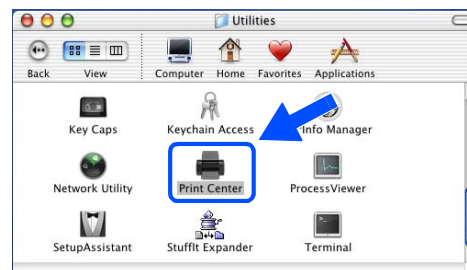 Utilities
Back View Computer Home Favorites Applications
Key Caps Keychain Access Info Manager
Network Utility Print Center ProcessViewer
SetupAssistant StuffIt Expander Terminal